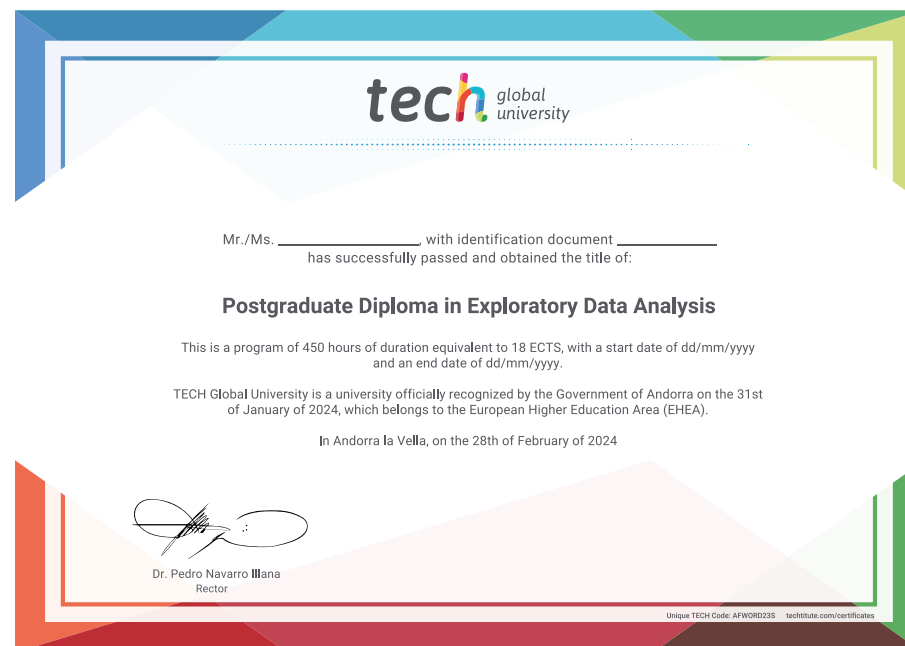 tech global
university
Mr./Ms. ____________________, with identification document ______________
has successfully passed and obtained the title of:
Postgraduate Diploma in Exploratory Data Analysis
This is a program of 450 hours of duration equivalent to 18 ECTS, with a start date of dd/mm/yyyy
and an end date of dd/mm/yyyy.
TECH Global University is a university officially recognized by the Government of Andorra on the 31st
of January of 2024, which belongs to the European Higher Education Area (EHEA).
In Andorra la Vella, on the 28th of February of 2024
Dr. Pedro Navarro Illana
Rector
Unique TECH Code: AFWORD23S techtitute.com/certificates